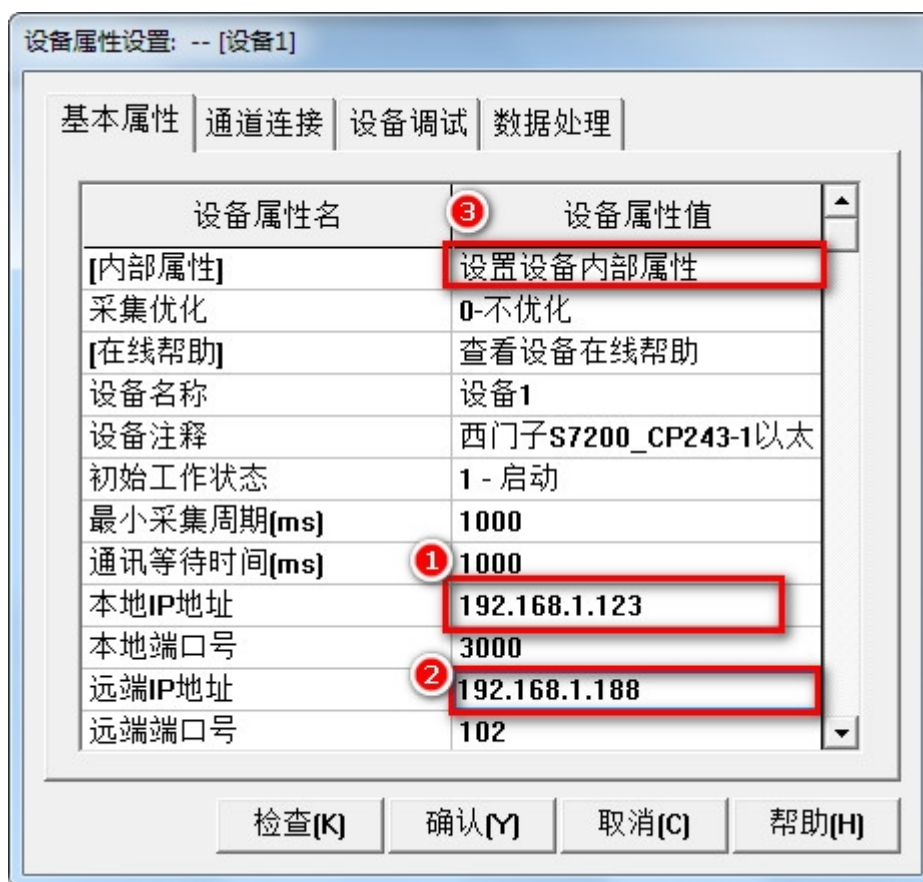 设备属性设置: -- [设备1]
基本属性 通道连接 设备调试 数据处理
设备属性名 3 设备属性值
[内部属性] 设置设备内部属性
采集优化 0-不优化
[在线帮助] 查看设备在线帮助
设备名称 设备1
设备注释 西门子S7200_CP243-1以太
初始工作状态 1 - 启动
最小采集周期(ms) 1000
通讯等待时间(ms) 1 1000
本地IP地址 192.168.1.123
本地端口号 3000
远端IP地址 2 192.168.1.188
远端端口号 102
检查(K) 确认(Y) 取消(C) 帮助(H)